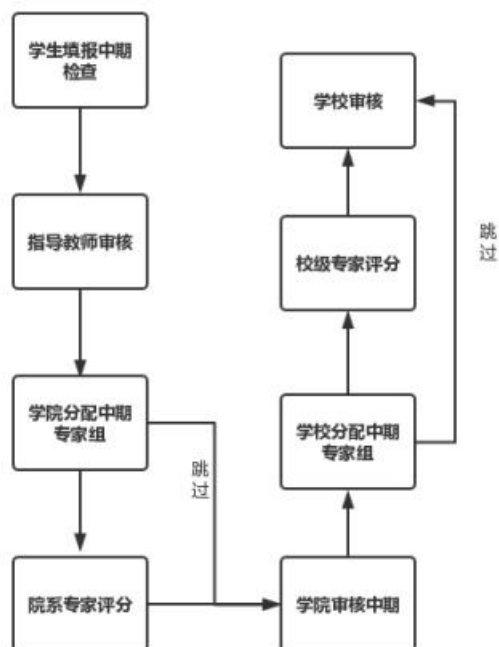 学生填报中期
检查
指导教师审核
学院分配中期
专家组
跳
过
院系专家评分
学院审核中期
学校分配中期
专家组
校级专家评分
跳
过
学校审核